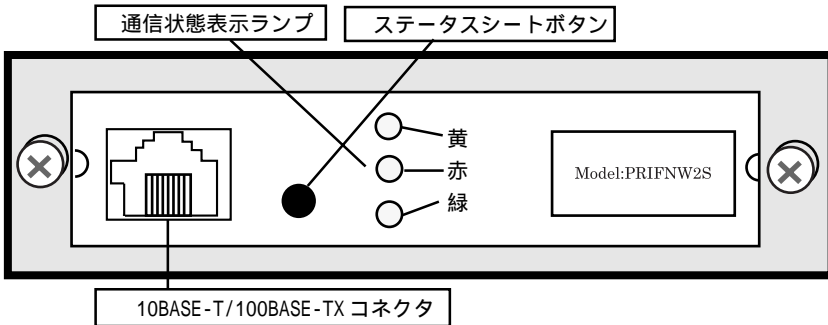 通信状態表示ランプ
ステータスシートボタン
黄
赤
緑
Model:PRIFNW2S
10BASE-T/100BASE-TX コネクタ